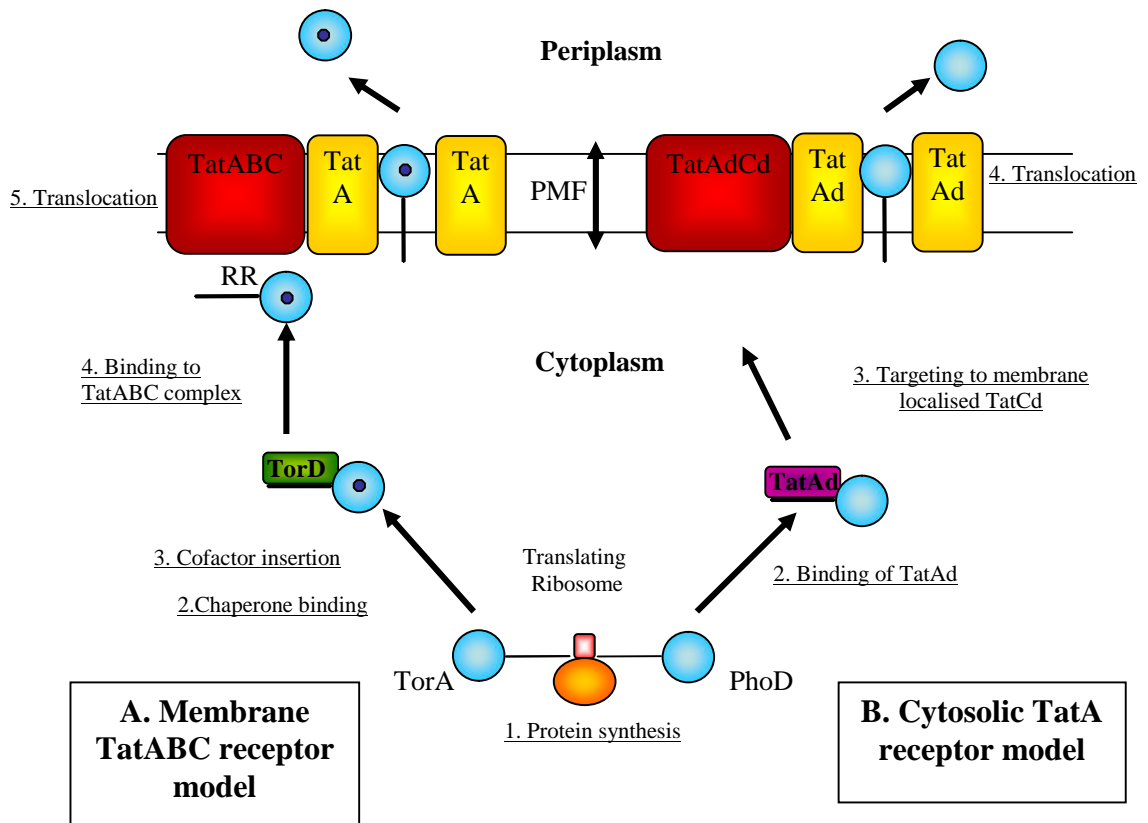 Periplasm
TatABC
Tat
A
Tat
A
PMF
TatAdCd
Tat
Ad
Tat
Ad
5. Translocation
4. Translocation
RR
Cytoplasm
4. Binding to
TatABC complex
3. Targeting to membrane
localised TatCd
TorD
TatAd
3. Cofactor insertion
2.Chaperone binding
Translating
Ribosome
2. Binding of TatAd
TorA
PhoD
1. Protein synthesis
A. Membrane
TatABC receptor
model
B. Cytosolic TatA
receptor model